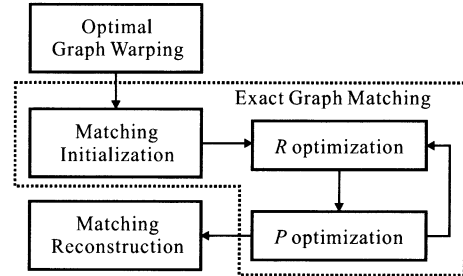 Optimal
Graph Warping
Exact Graph Matching
Matching
Initialization
R optimization
Matching
Reconstruction
P optimization